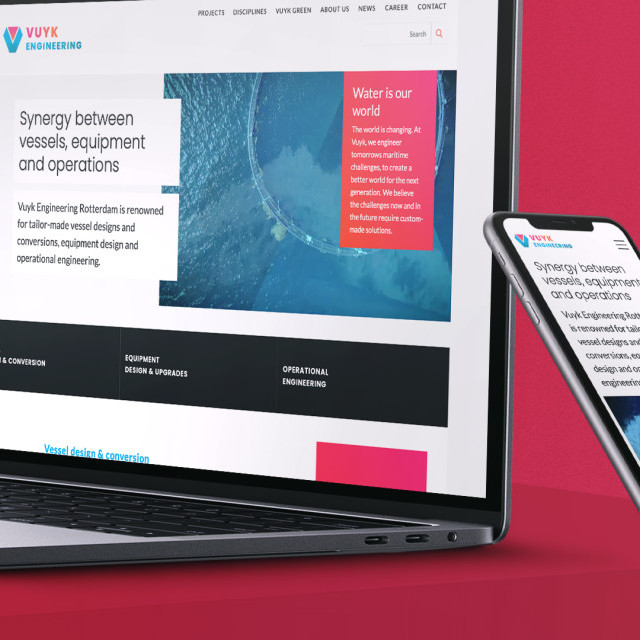 PROJECTS DISCIPLINES VUYK GREEN ABOUT US NEWS CAREER CONTACT
VUYK
ENGINEERING
Search
Synergy between
vessels, equipment
and operations
Water is our
world
The world is changing. At
Vuyk, we engineer
tomorrows maritime
challenges, to create a
better world for the next
generation. We believe
the challenges now and in
the future require custom-
made solutions.
Vuyk Engineering Rotterdam is renowned
for tailor-made vessel designs and
conversions, equipment design and
operational engineering.
& CONVERSION
EQUIPMENT
DESIGN & UPGRADES
OPERATIONAL
ENGINEERING
Vessel design & conversion
VUYK
ENGINEERING
Synergy between
vessels, equipment
and operations
Vuyk Engineering Rott
is renowned for tail
vessel designs and
conversions, eq
design and op
engineerin